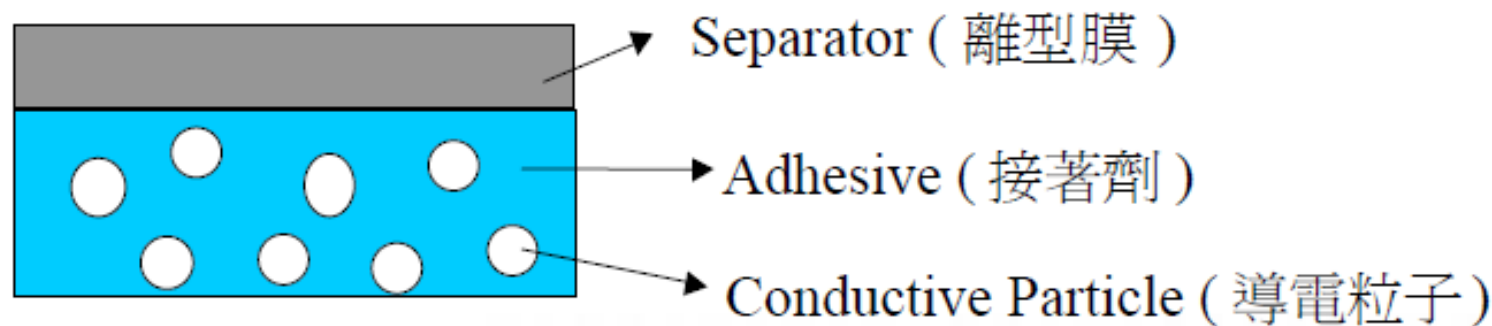 Separator ( 離型膜 )
Adhesive ( 接著劑 )
Conductive Particle ( 導電粒子 )